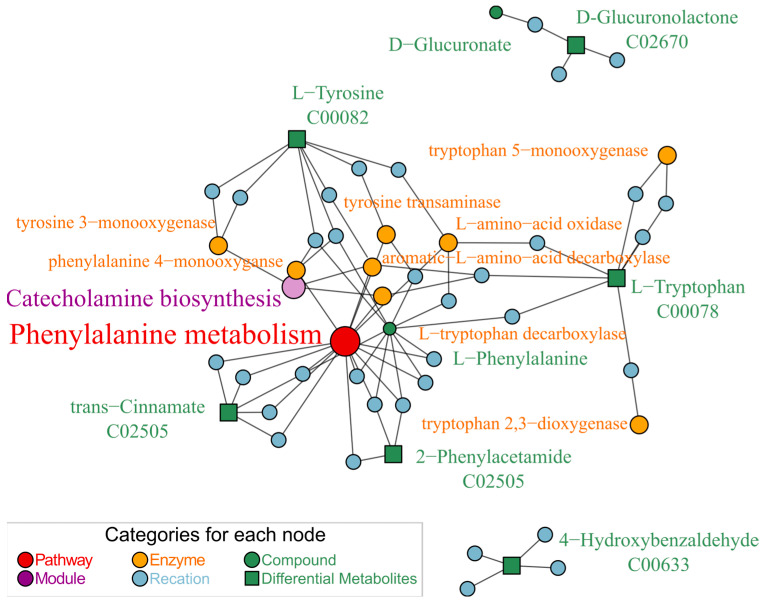 D-Glucuronolactone
C02670
D−Glucuronate
L−Tyrosine
C00082
tryptophan 5−monooxygenase
tyrosine transaminase
L−amino−acid oxidase
tyrosine 3−monooxygenase
phenylalanine 4−monooxyganse
aromatic−L−amino−acid decarboxylase
Catecholamine biosynthesis
L−Tryptophan
C00078
Phenylalanine metabolism
L−tryptophan decarboxylase
L−Phenylalanine
trans−Cinnamate
C02505
tryptophan 2,3−dioxygenase
2−Phenylacetamide
C02505
4−Hydroxybenzaldehyde
C00633
Categories for each node
Pathway
Enzyme
Compound
Module
Recation
Differential Metabolites